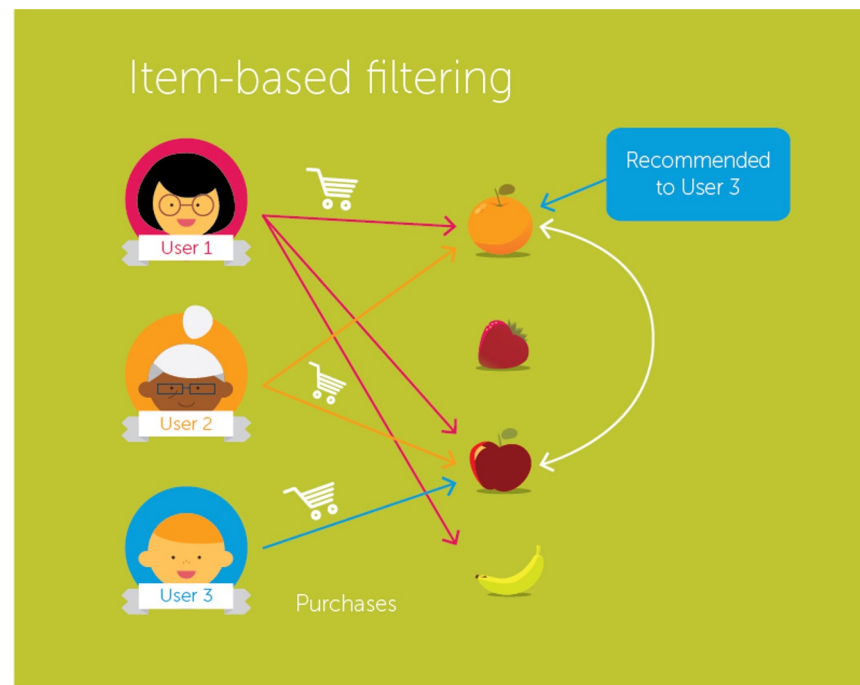 Item-based filtering
Recommended
to User 3
User 1
User 2
User 3
Purchases